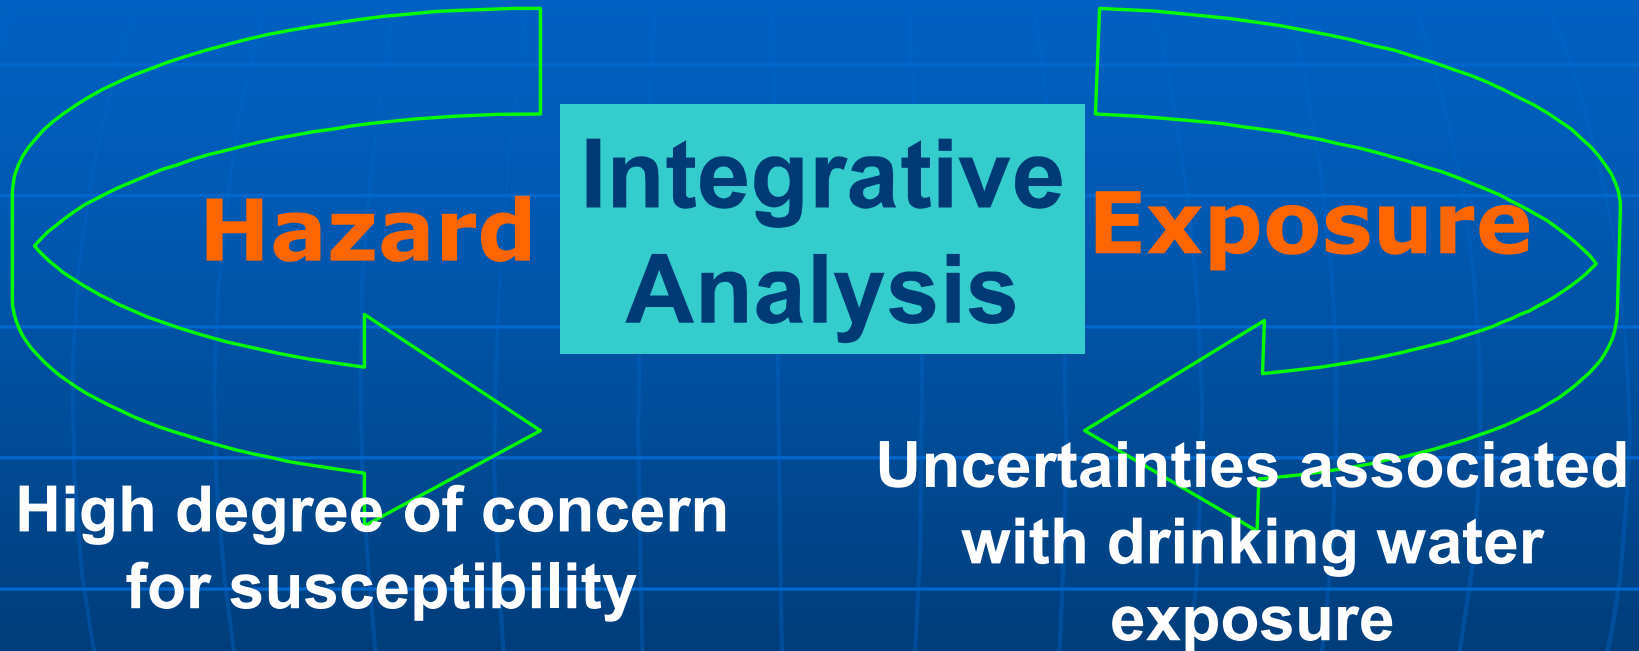 Integrative
Analysis
Hazard
Exposure
High degree of concern
for susceptibility
Uncertainties associated
with drinking water
exposure